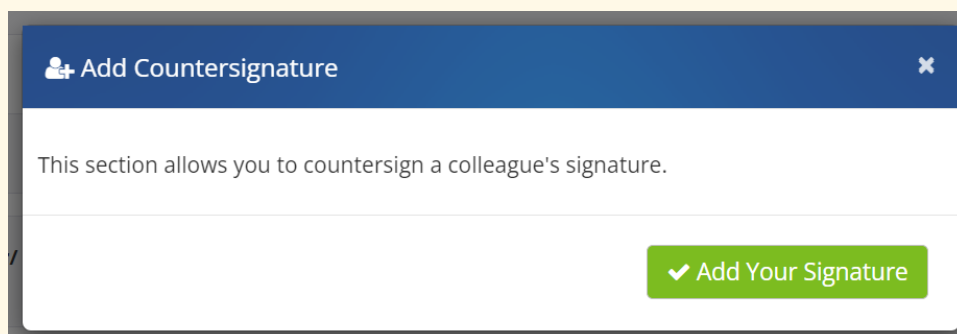 Add Countersignature
This section allows you to countersign a colleague's signature.
Add Your Signature